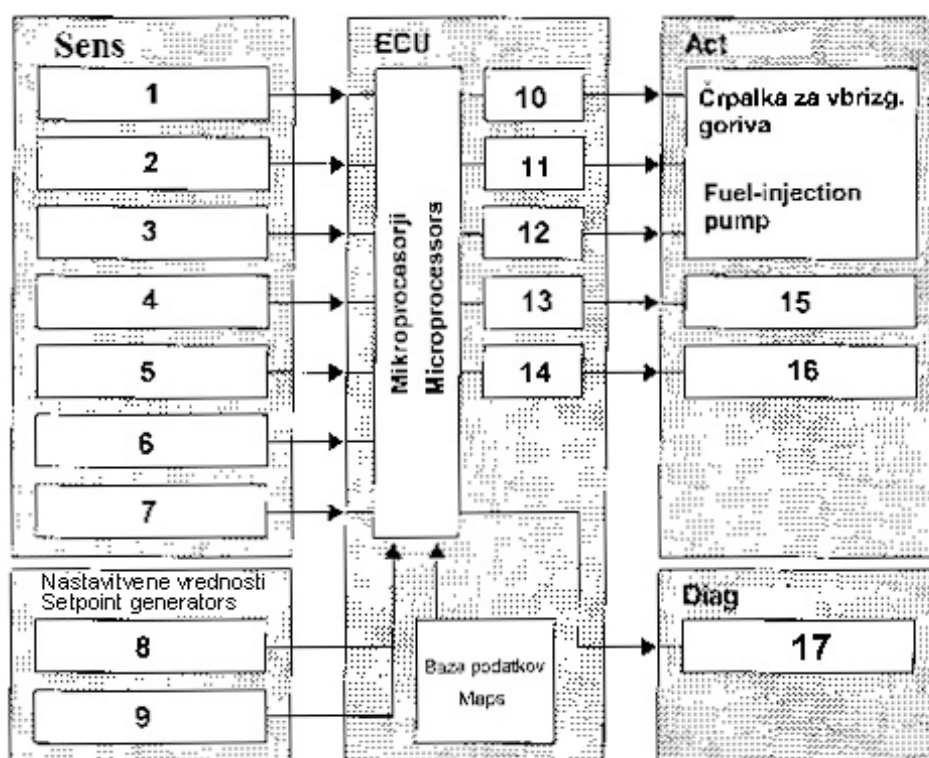 Sens
1
2
3
4
5
6
7
Nastavitvene vrednosti
Setpoint generators
8
9
ECU
Mikroprocasorji
Microprocessors
10
11
12
13
14
Baza podatkov
Maps
Act
Črpalka za vbrizg.
goriva
Fuel-injection
pump
15
16
Diag
17